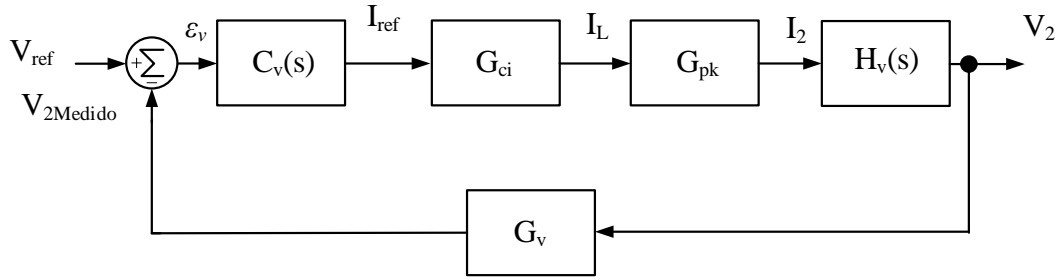 V_ref
+
Σ
−
V_2Medido
ε_v
C_v(s)
I_ref
G_ci
I_L
G_pk
I_2
H_v(s)
V_2
G_v